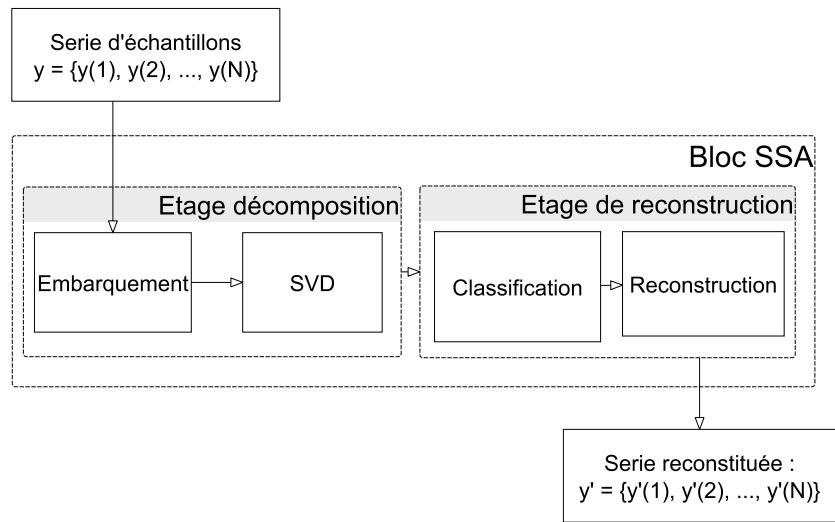 Serie d'échantillons
y = {y(1), y(2), ..., y(N)}
Bloc SSA
Etage décomposition
Etage de reconstruction
Embarquement
SVD
Classification
Reconstruction
Serie reconstituée :
y' = {y'(1), y'(2), ..., y'(N)}